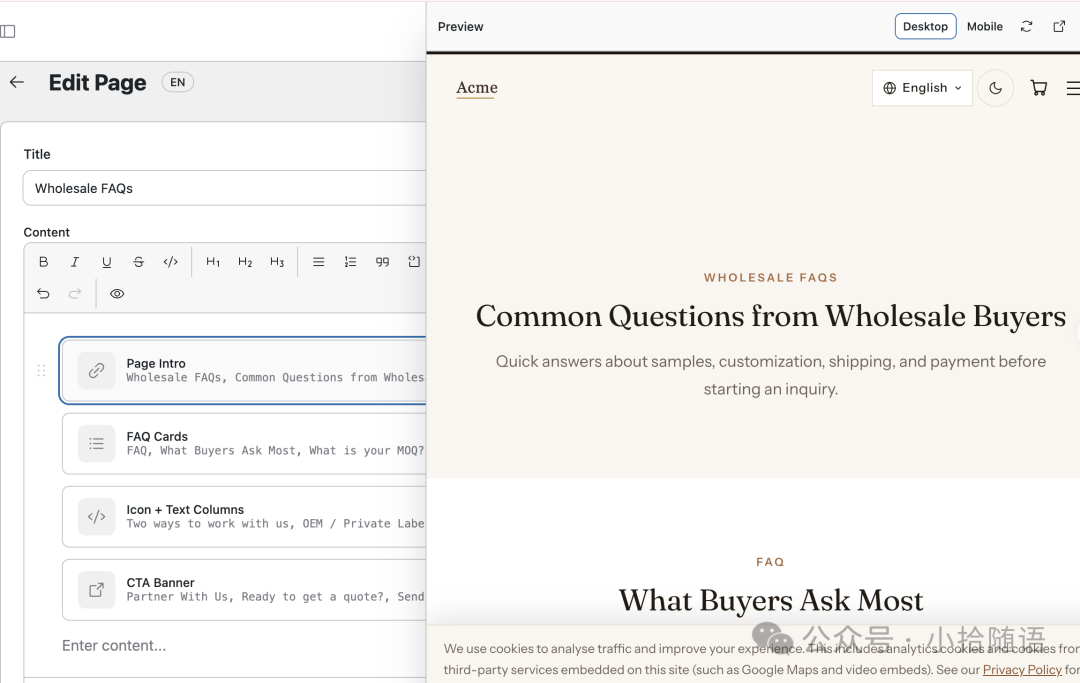 Preview
Desktop
Mobile
Edit Page
EN
Acme
English
Title
Wholesale FAQs
Content
B I U S </> H1 H2 H3
Page Intro
Wholesale FAQs, Common Questions from Wholes
FAQ Cards
FAQ, What Buyers Ask Most, What is your MOQ?
Icon + Text Columns
Two ways to work with us, OEM / Private Labe
CTA Banner
Partner With Us, Ready to get a quote?, Send
Enter content...
WHOLESALE FAQS
Common Questions from Wholesale Buyers
Quick answers about samples, customization, shipping, and payment before
starting an inquiry.
FAQ
What Buyers Ask Most
公众号 · 小拾随语
We use cookies to analyse traffic and improve your experience. This includes analytics cookies and cookies from
third-party services embedded on this site (such as Google Maps and video embeds). See our Privacy Policy for